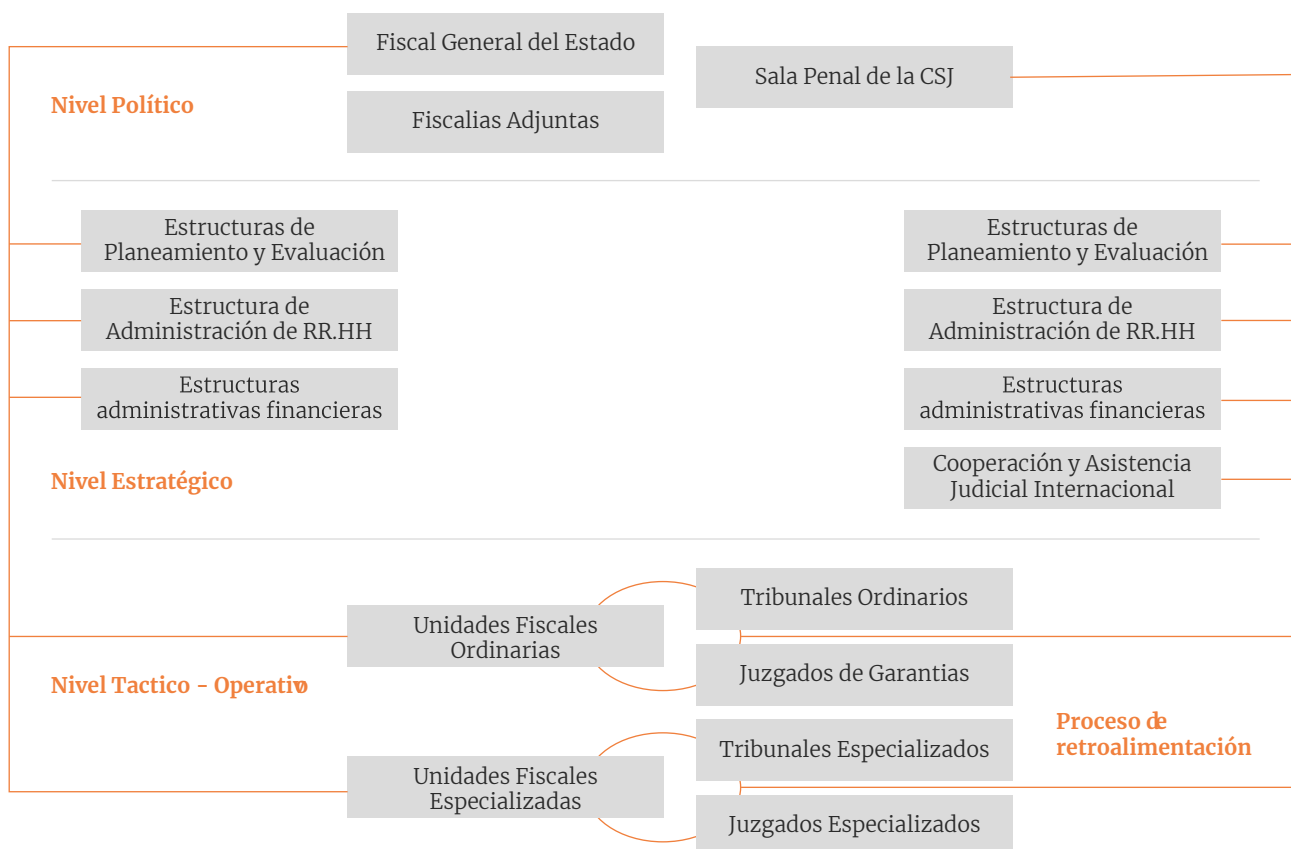 Fiscal General del Estado
Sala Penal de la CSJ
Nivel Político
Fiscalias Adjuntas
Estructuras de
Planeamiento y Evaluación
Estructura de
Administración de RR.HH
Estructuras
administrativas financieras
Estructuras de
Planeamiento y Evaluación
Estructura de
Administración de RR.HH
Estructuras
administrativas financieras
Cooperación y Asistencia
Judicial Internacional
Nivel Estratégico
Tribunales Ordinarios
Unidades Fiscales
Ordinarias
Juzgados de Garantias
Nivel Tactico - Operativo
Proceso de
retroalimentación
Tribunales Especializados
Unidades Fiscales
Especializadas
Juzgados Especializados